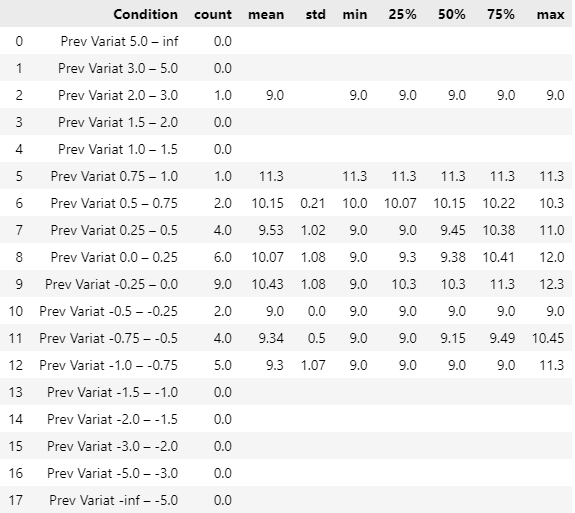 Condition count mean std min 25% 50% 75% max
0 Prev Variat 5.0 – inf 0.0
1 Prev Variat 3.0 – 5.0 0.0
2 Prev Variat 2.0 – 3.0 1.0 9.0 9.0 9.0 9.0 9.0 9.0
3 Prev Variat 1.5 – 2.0 0.0
4 Prev Variat 1.0 – 1.5 0.0
5 Prev Variat 0.75 – 1.0 1.0 11.3 11.3 11.3 11.3 11.3 11.3
6 Prev Variat 0.5 – 0.75 2.0 10.15 0.21 10.0 10.07 10.15 10.22 10.3
7 Prev Variat 0.25 – 0.5 4.0 9.53 1.02 9.0 9.0 9.45 10.38 11.0
8 Prev Variat 0.0 – 0.25 6.0 10.07 1.08 9.0 9.3 9.38 10.41 12.0
9 Prev Variat -0.25 – 0.0 9.0 10.43 1.08 9.0 10.3 10.3 11.3 12.3
10 Prev Variat -0.5 – -0.25 2.0 9.0 0.0 9.0 9.0 9.0 9.0 9.0
11 Prev Variat -0.75 – -0.5 4.0 9.34 0.5 9.0 9.0 9.15 9.49 10.45
12 Prev Variat -1.0 – -0.75 5.0 9.3 1.07 9.0 9.0 9.0 9.0 11.3
13 Prev Variat -1.5 – -1.0 0.0
14 Prev Variat -2.0 – -1.5 0.0
15 Prev Variat -3.0 – -2.0 0.0
16 Prev Variat -5.0 – -3.0 0.0
17 Prev Variat -inf – -5.0 0.0